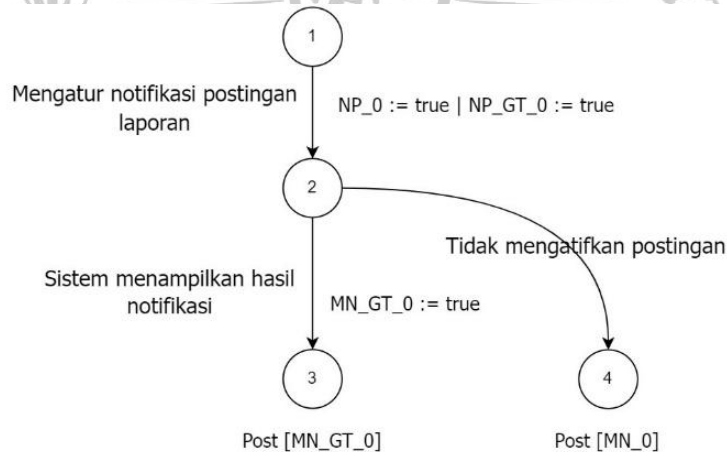 1
Mengatur notifikasi postingan
laporan
NP_0 := true | NP_GT_0 := true
2
Tidak mengatifkan postingan
Sistem menampilkan hasil
notifikasi
MN_GT_0 := true
3
4
Post [MN_GT_0]
Post [MN_0]